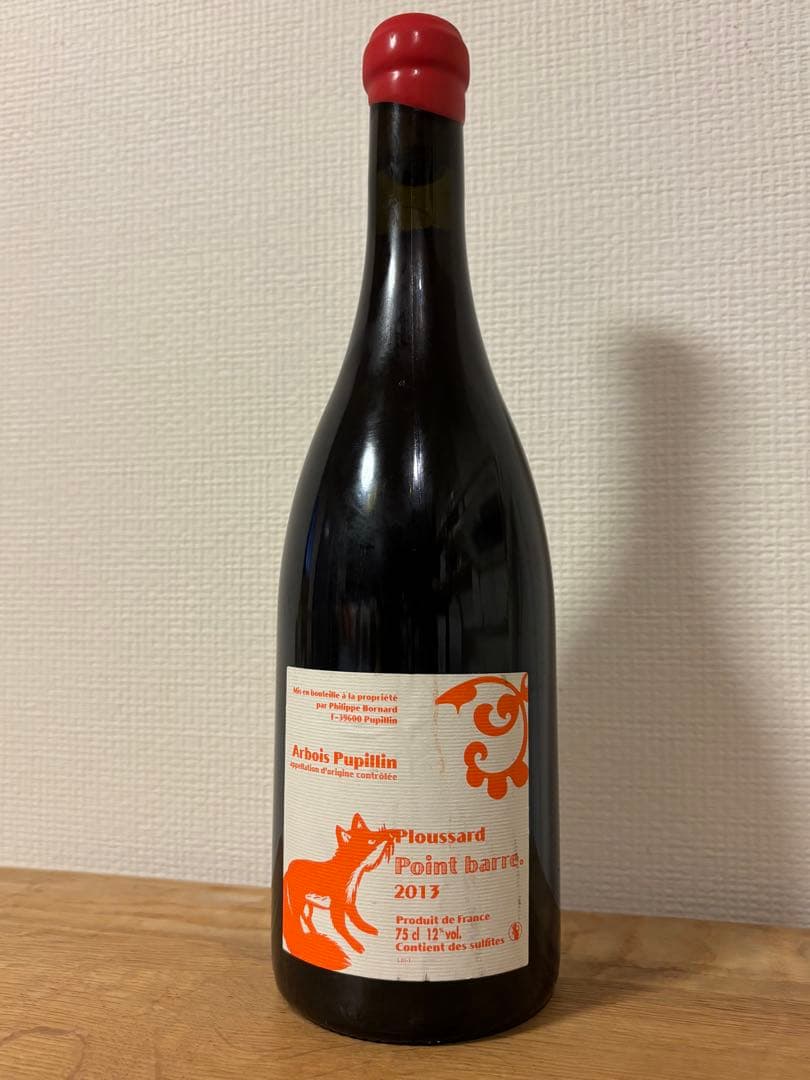 Mis en bouteille à la propriété
par Philippe Bornard
F-39600 Pupillin
Arbois Pupillin
appellation d'origine contrôlée
Ploussard
Point barre.
2013
Produit de France
75 cl 12% vol.
Contient des sulfites